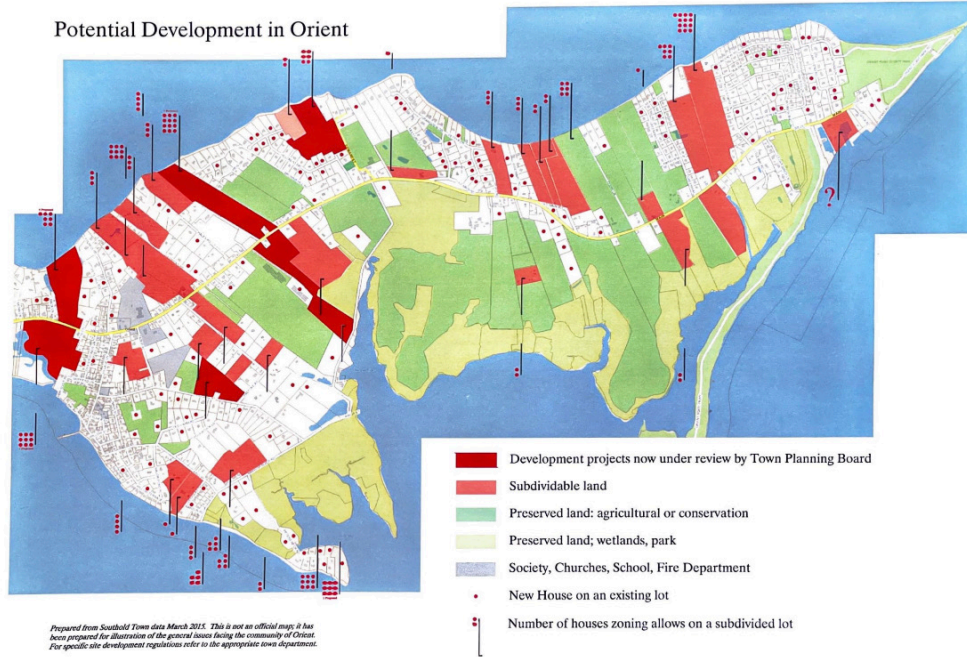 Potential Development in Orient
?
Development projects now under review by Town Planning Board
Subdividable land
Preserved land: agricultural or conservation
Preserved land; wetlands, park
Society, Churches, School, Fire Department
New House on an existing lot
Number of houses zoning allows on a subdivided lot
Prepared from Southold Town data March 2015. This is not an official map; it has
been prepared for illustration of the general issues facing the community of Orient.
For specific site development regulations refer to the appropriate town department.